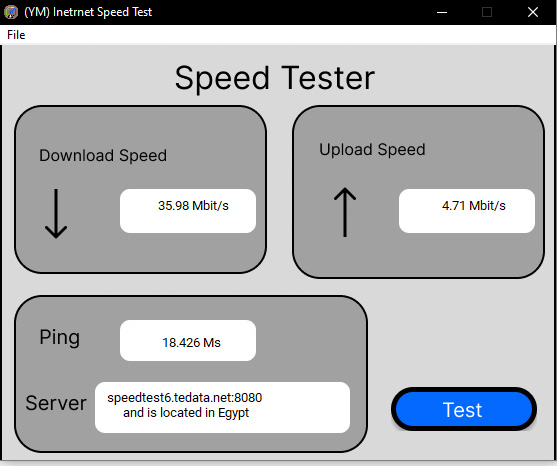 (YM) Inetrnet Speed Test
File
Speed Tester
Download Speed
35.98 Mbit/s
Upload Speed
4.71 Mbit/s
Ping
18.426 Ms
Server
speedtest6.tedata.net:8080
and is located in Egypt
Test